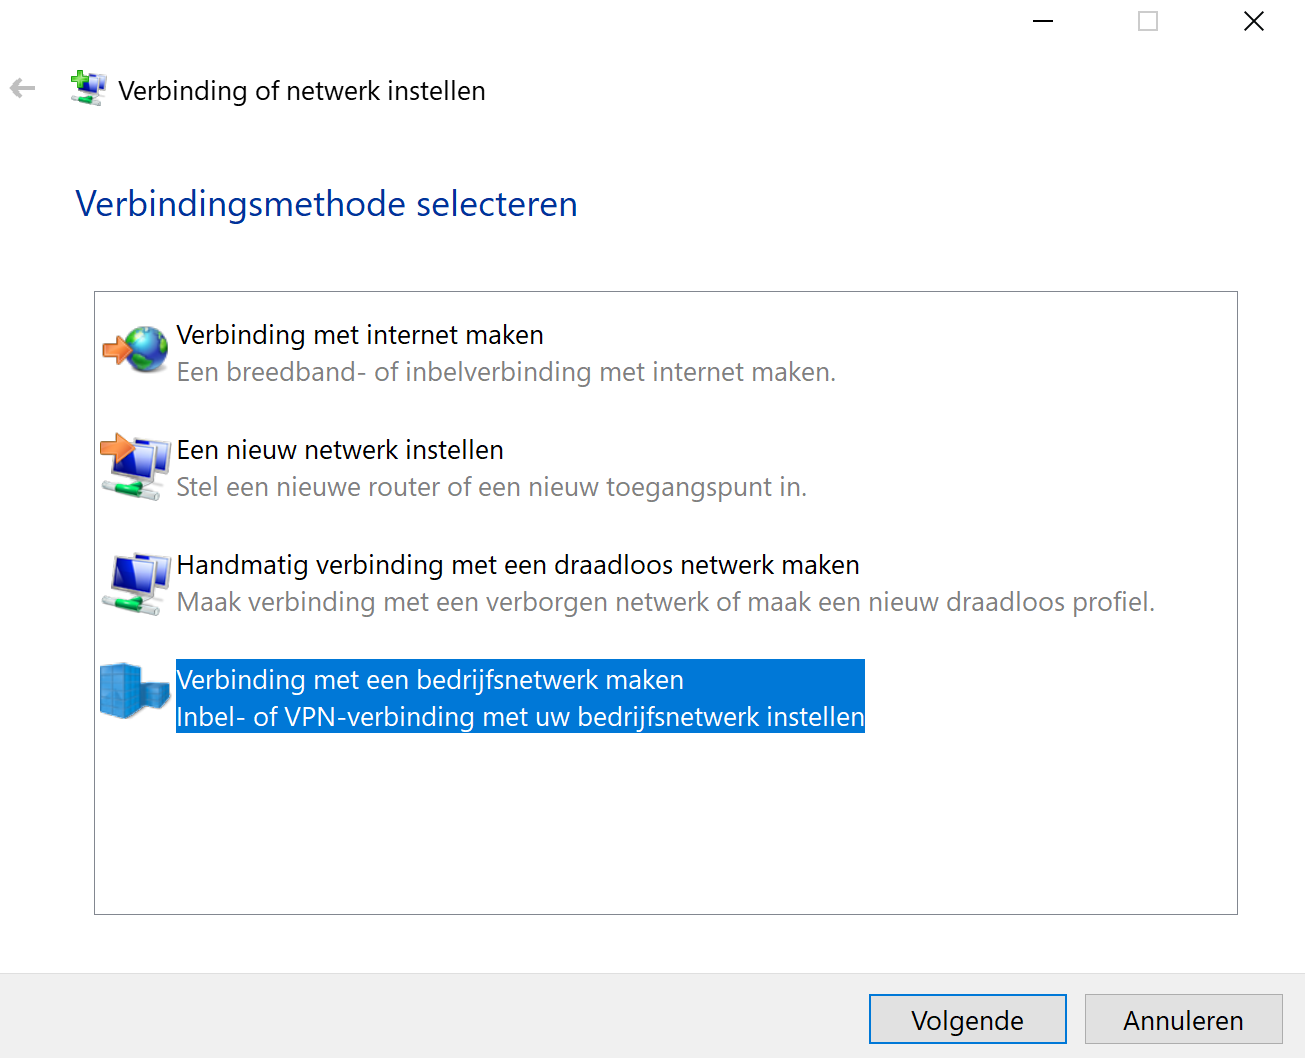 Verbinding of netwerk instellen
Verbindingsmethode selecteren
Verbinding met internet maken
Een breedband- of inbelverbinding met internet maken.
Een nieuw netwerk instellen
Stel een nieuwe router of een nieuw toegangspunt in.
Handmatig verbinding met een draadloos netwerk maken
Maak verbinding met een verborgen netwerk of maak een nieuw draadloos profiel.
Verbinding met een bedrijfsnetwerk maken
Inbel- of VPN-verbinding met uw bedrijfsnetwerk instellen
Volgende
Annuleren